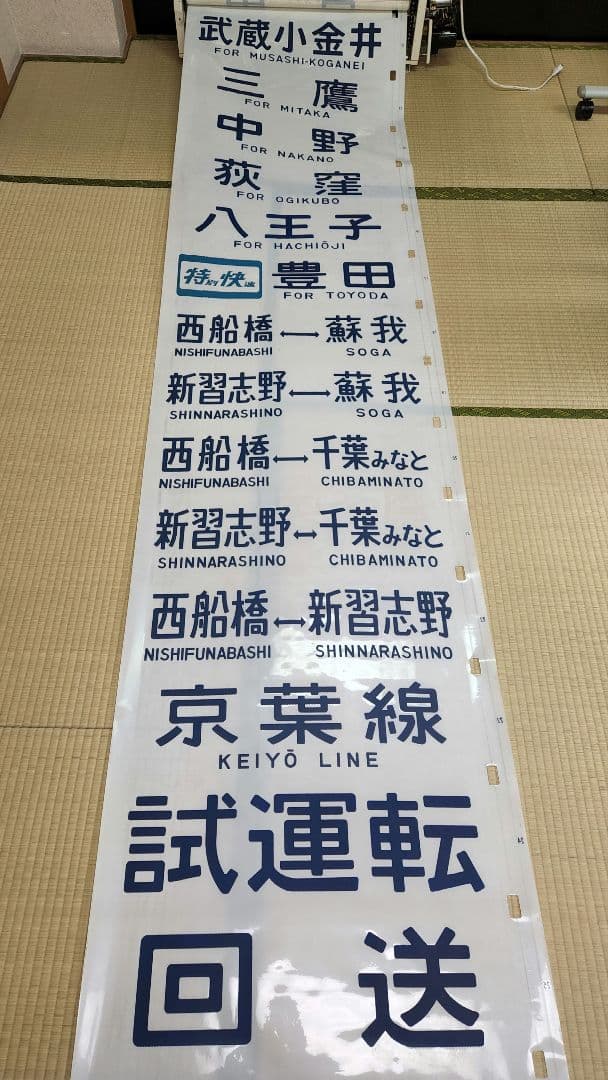 武蔵小金井
FOR MUSASHI-KOGANEI
三鷹
FOR MITAKA
中野
FOR NAKANO
荻窪
FOR OGIKUBO
八王子
FOR HACHIŌJI
特別快速 豊田
FOR TOYODA
西船橋↔蘇我
NISHIFUNABASHI SOGA
新習志野↔蘇我
SHINNARASHINO SOGA
西船橋↔千葉みなと
NISHIFUNABASHI CHIBAMINATO
新習志野↔千葉みなと
SHINNARASHINO CHIBAMINATO
西船橋↔新習志野
NISHIFUNABASHI SHINNARASHINO
京葉線
KEIYŌ LINE
試運転
回送